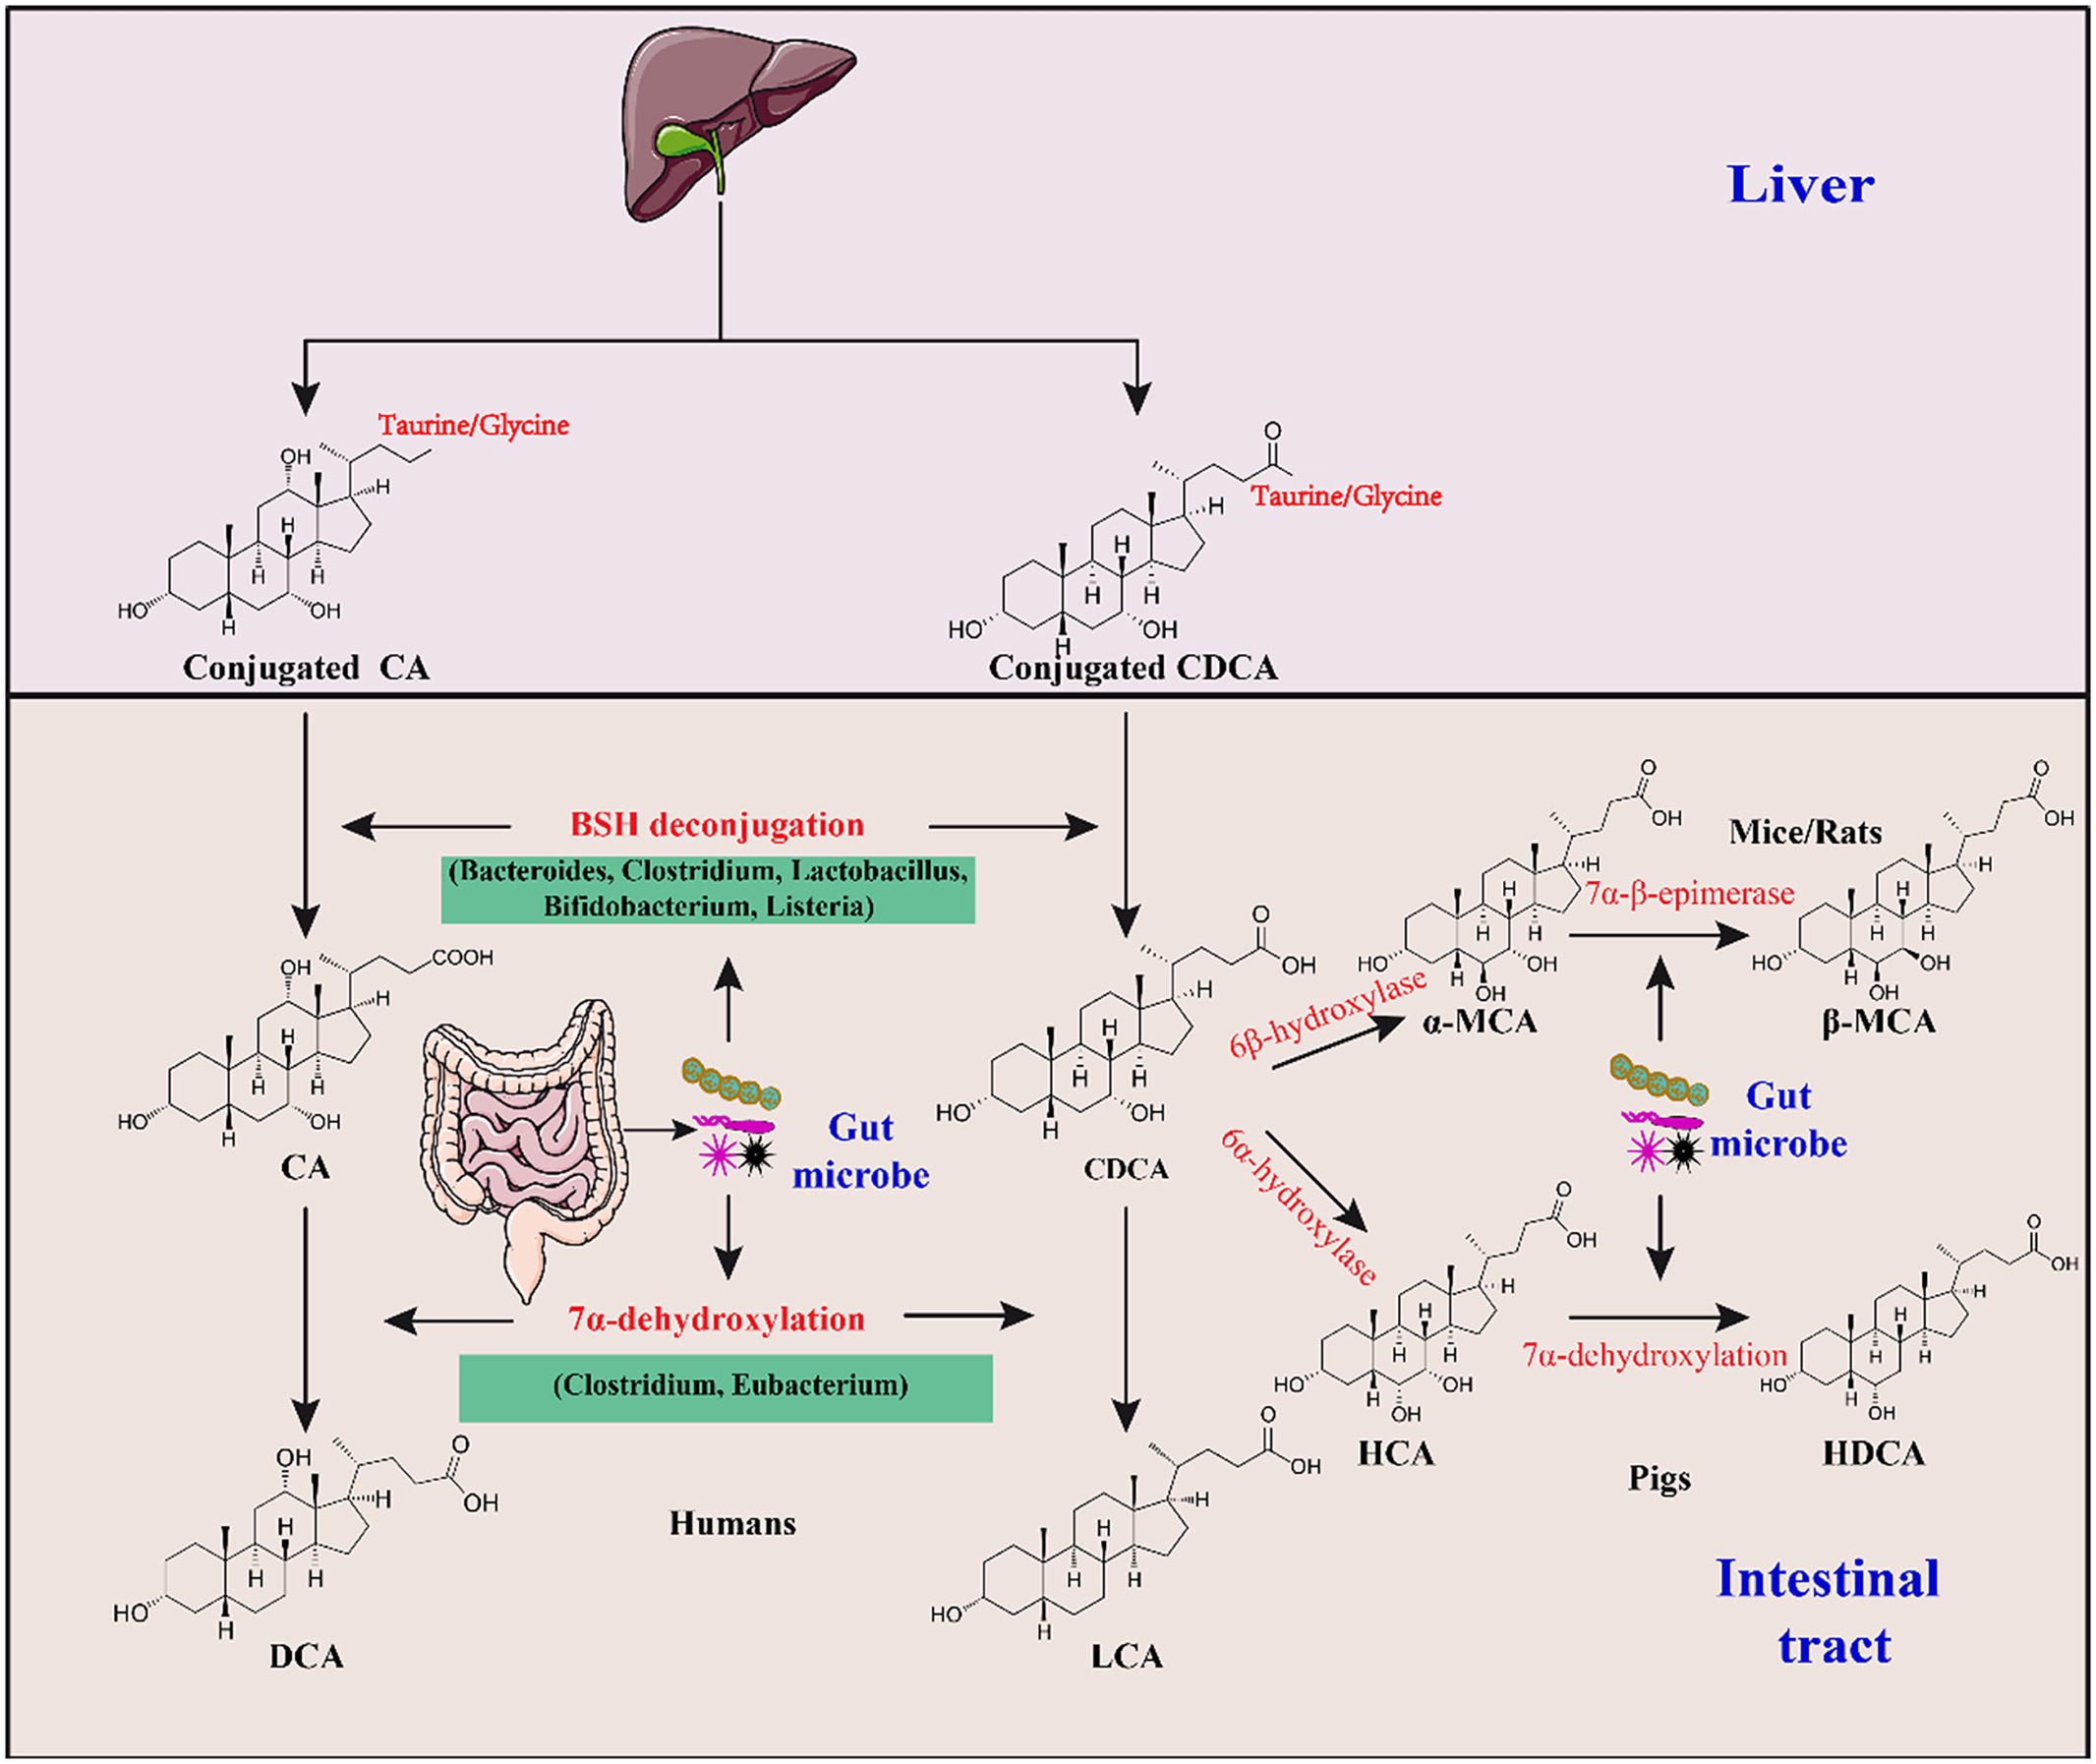 Liver
Taurine/Glycine
OH
H
H
H
H
HO
OH
H
Conjugated CA
O
Taurine/Glycine
H
H
H
H
HO
OH
H
Conjugated CDCA
BSH deconjugation
(Bacteroides, Clostridium, Lactobacillus,
Bifidobacterium, Listeria)
COOH
OH
H
H
H
H
HO
OH
H
CA
Gut
microbe
O
OH
H
H
H
H
HO
OH
H
CDCA
6β-hydroxylase
6α-hydroxylase
O
OH
H
H
H
H
HO
OH
H
OH
α-MCA
Mice/Rats
7α-β-epimerase
O
OH
H
H
H
H
HO
OH
H
OH
β-MCA
Gut
microbe
7α-dehydroxylation
(Clostridium, Eubacterium)
O
OH
H
H
H
H
HO
OH
H
OH
HCA
7α-dehydroxylation
Pigs
O
OH
H
H
H
H
HO
H
OH
HDCA
OH
O
OH
H
H
H
H
HO
H
DCA
Humans
O
OH
H
H
H
H
HO
H
LCA
Intestinal
tract